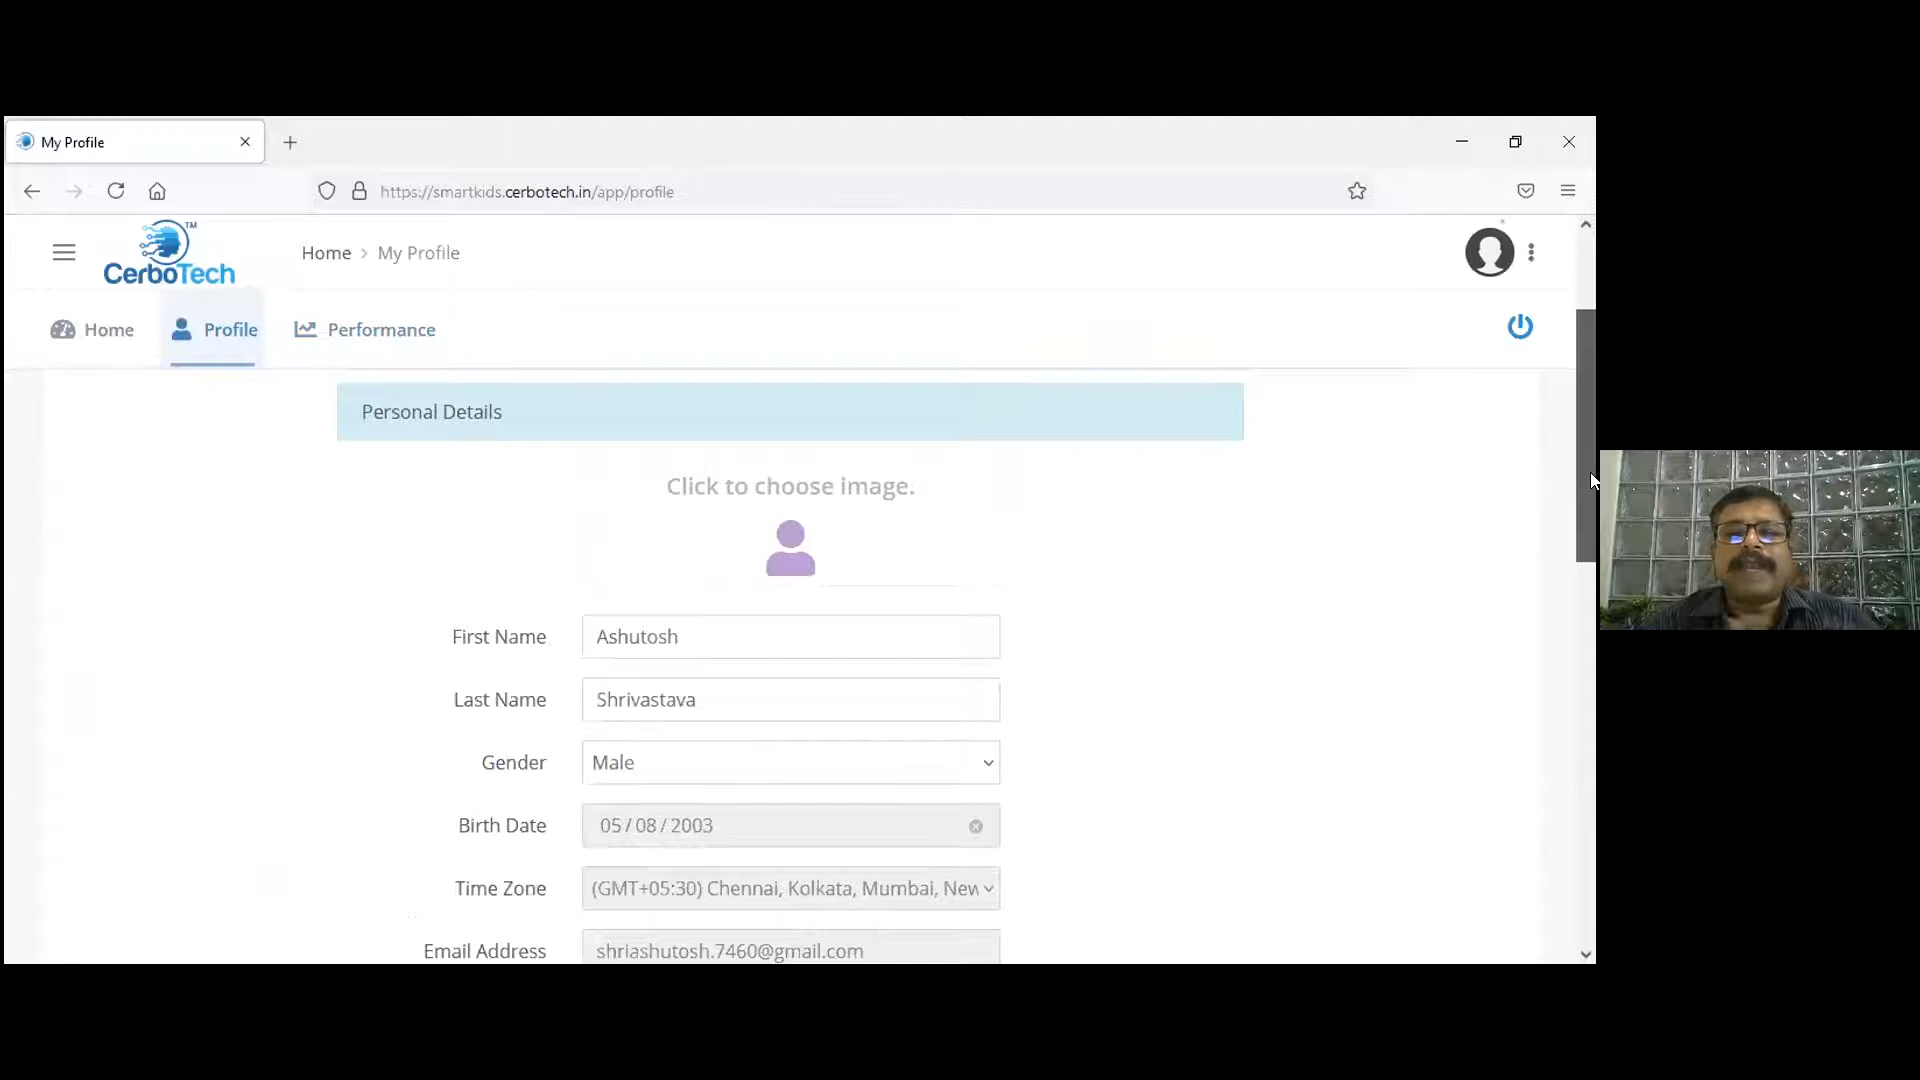 My Profile
https://smartkids.cerbotech.in/app/profile
CerboTech™
Home > My Profile
Home
Profile
Performance
Personal Details
Click to choose image.
First Name
Ashutosh
Last Name
Shrivastava
Gender
Male
Birth Date
05/08/2003
Time Zone
(GMT+05:30) Chennai, Kolkata, Mumbai, New
Email Address
shriashutosh.7460@gmail.com